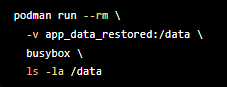 podman run --rm \
-v app_data_restored:/data \
busybox \
ls -la /data